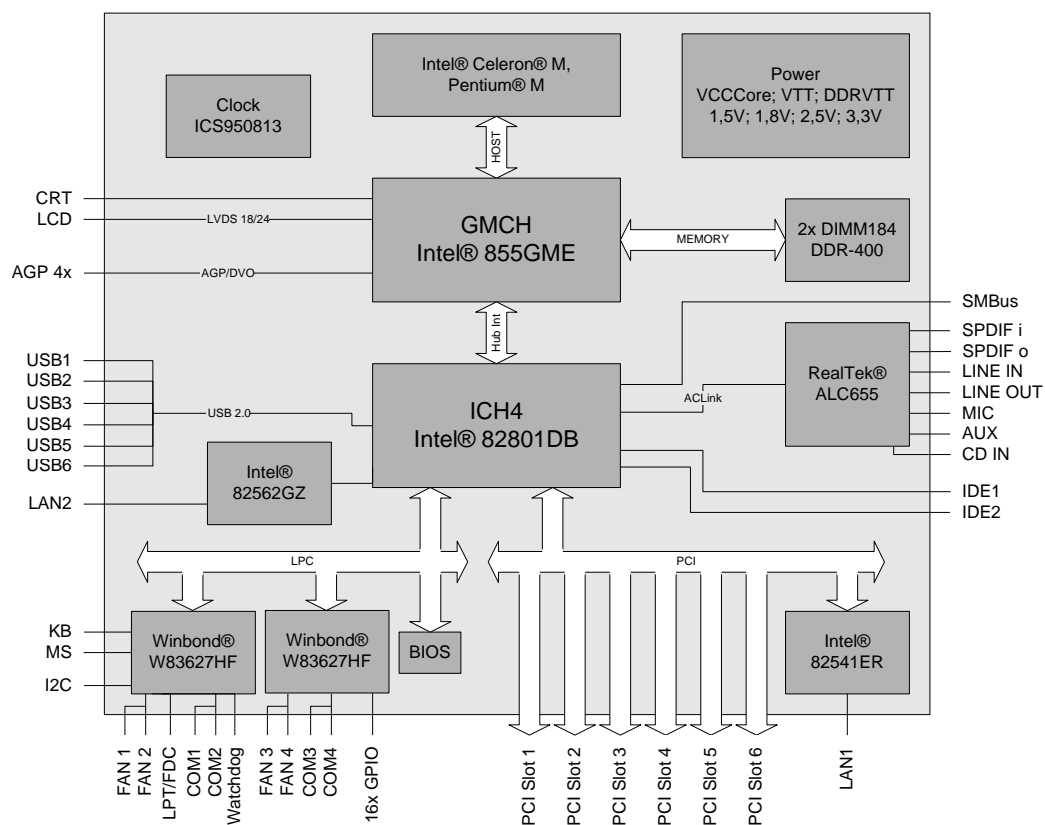 Intel® Celeron® M,
Pentium® M
Power
VCCCore; VTT; DDRVTT
1,5V; 1,8V; 2,5V; 3,3V
Clock
ICS950813
HOST
CRT
LCD
LVDS 18/24
AGP 4x
AGP/DVO
GMCH
Intel® 855GME
MEMORY
2x DIMM184
DDR-400
Hub Int
SMBus
SPDIF i
SPDIF o
LINE IN
LINE OUT
MIC
AUX
CD IN
RealTek®
ALC655
ACLink
USB1
USB2
USB3
USB4
USB5
USB6
USB 2.0
ICH4
Intel® 82801DB
Intel®
82562GZ
LAN2
IDE1
IDE2
LPC
PCI
KB
MS
I2C
Winbond®
W83627HF
Winbond®
W83627HF
BIOS
Intel®
82541ER
FAN 1
FAN 2
LPT/FDC
COM1
COM2
Watchdog
FAN 3
FAN 4
COM3
COM4
16x GPIO
PCI Slot 1
PCI Slot 2
PCI Slot 3
PCI Slot 4
PCI Slot 5
PCI Slot 6
LAN1